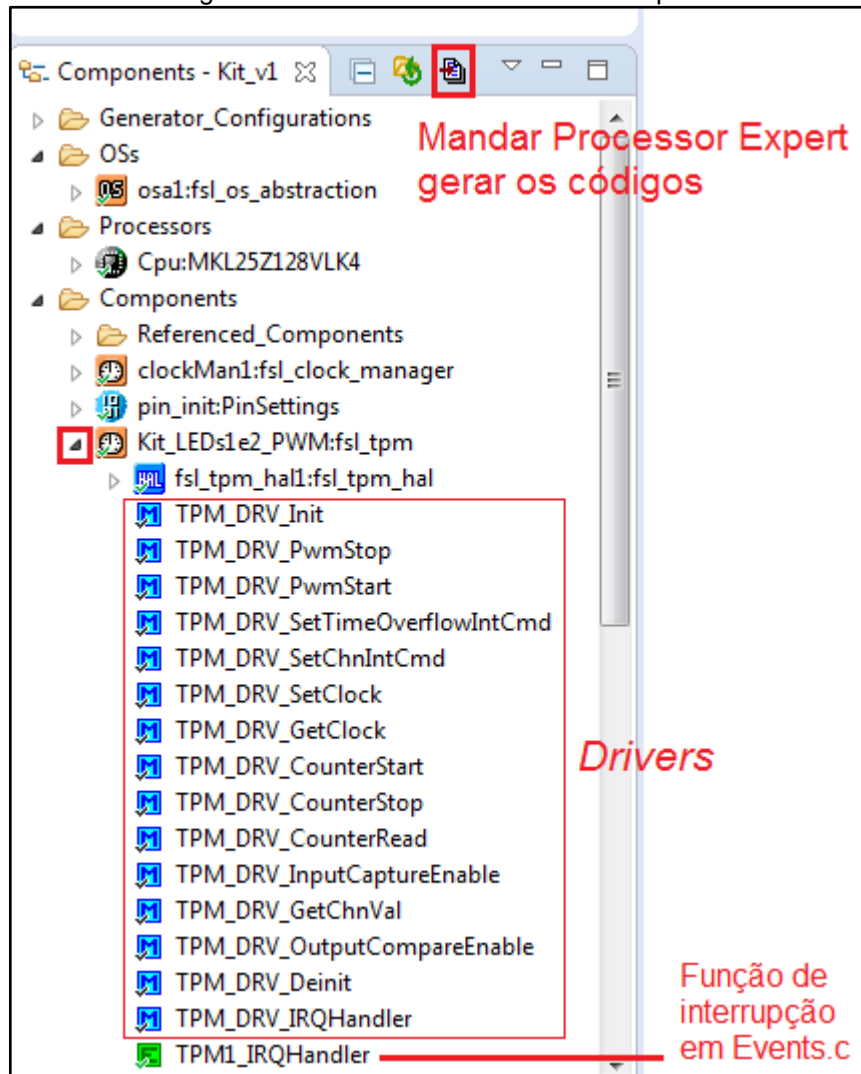 Components - Kit_v1
Generator_Configurations
Mandar Processor Expert
gerar os códigos
OSs
osa1:fsl_os_abstraction
Processors
Cpu:MKL25Z128VLK4
Components
Referenced_Components
clockMan1:fsl_clock_manager
pin_init:PinSettings
Kit_LEDs1e2_PWM:fsl_tpm
fsl_tpm_hal1:fsl_tpm_hal
TPM_DRV_Init
TPM_DRV_PwmStop
TPM_DRV_PwmStart
TPM_DRV_SetTimeOverflowIntCmd
TPM_DRV_SetChnIntCmd
TPM_DRV_SetClock
TPM_DRV_GetClock
TPM_DRV_CounterStart
Drivers
TPM_DRV_CounterStop
TPM_DRV_CounterRead
TPM_DRV_InputCaptureEnable
TPM_DRV_GetChnVal
TPM_DRV_OutputCompareEnable
TPM_DRV_Deinit
TPM_DRV_IRQHandler
TPM1_IRQHandler
Função de
interrupção
em Events.c